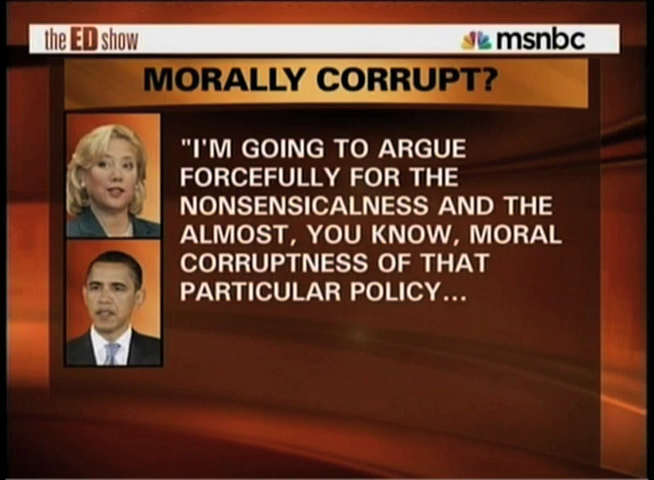 the ED show
msnbc
MORALLY CORRUPT?
"I'M GOING TO ARGUE
FORCEFULLY FOR THE
NONSENSICALNESS AND THE
ALMOST, YOU KNOW, MORAL
CORRUPTNESS OF THAT
PARTICULAR POLICY...